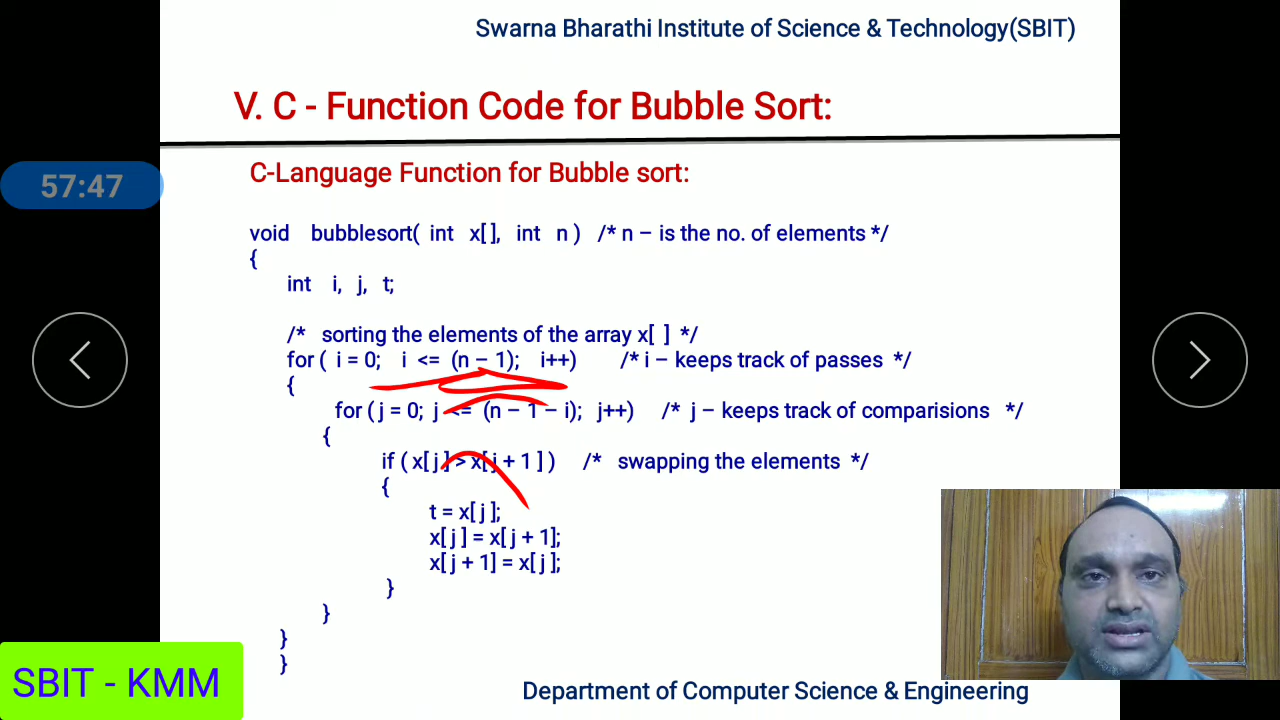 Swarna Bharathi Institute of Science & Technology(SBIT)
V. C - Function Code for Bubble Sort:
57:47
C-Language Function for Bubble sort:
void bubblesort( int x[ ], int n ) /* n – is the no. of elements */
{
int i, j, t;
/* sorting the elements of the array x[ ] */
for ( i = 0; i <= (n – 1); i++) /* i – keeps track of passes */
{
for ( j = 0; j <= (n – 1 – i); j++) /* j – keeps track of comparisions */
{
if ( x[ j ] > x[ j + 1 ] ) /* swapping the elements */
{
t = x[ j ];
x[ j ] = x[ j + 1];
x[ j + 1] = x[ j ];
}
}
}
}
SBIT - KMM
Department of Computer Science & Engineering